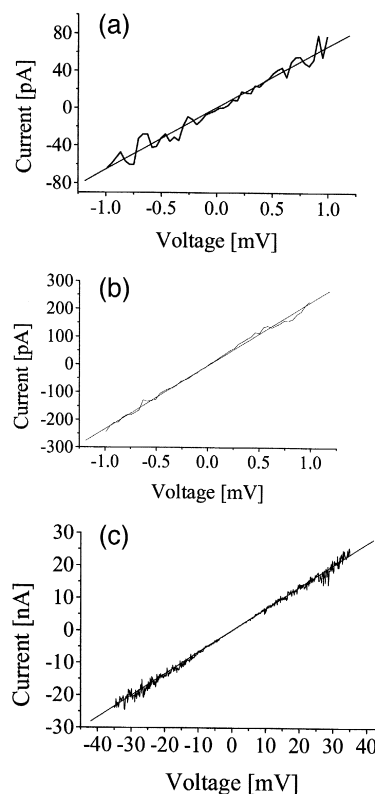 (a)
80
40
0
-40
-80
Current [pA]
-1.0 -0.5 0.0 0.5 1.0
Voltage [mV]
(b)
300
200
100
0
-100
-200
-300
Current [pA]
-1.0 -0.5 0.0 0.5 1.0
Voltage [mV]
(c)
30
20
10
0
-10
-20
-30
Current [nA]
-40 -30 -20 -10 0 10 20 30 40
Voltage [mV]